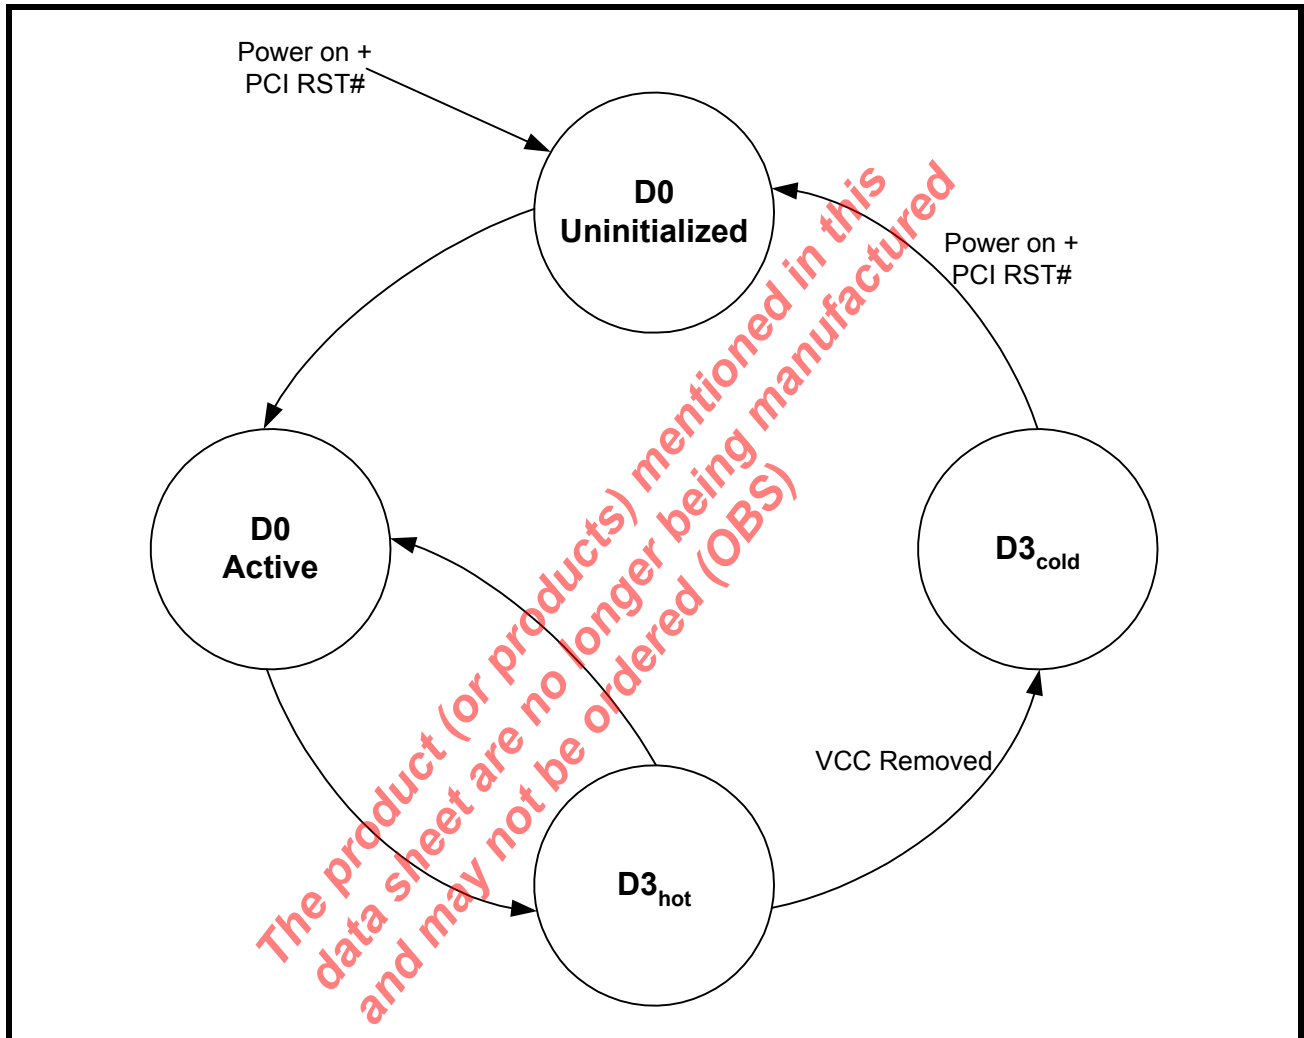 Power on +
PCI RST#
D0
Uninitialized
Power on +
PCI RST#
D0
Active
D3cold
VCC Removed
D3hot
The product (or products) mentioned in this
data sheet are no longer being manufactured
and may not be ordered (OBS)